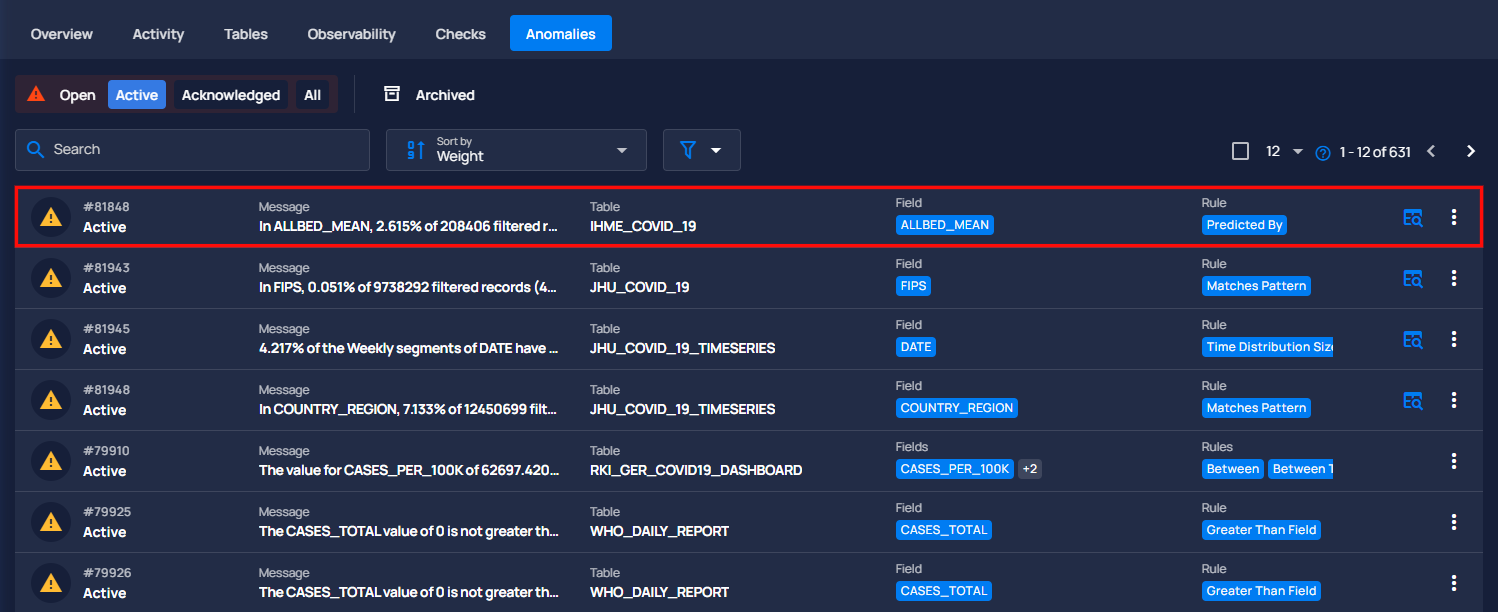 Overview Activity Tables Observability Checks Anomalies
Open Active Acknowledged All Archived
Search Sort by Weight 12 1 - 12 of 631
#81848 Message Table Field Rule
Active In ALLBED_MEAN, 2.615% of 208406 filtered r... IHME_COVID_19 ALLBED_MEAN Predicted By
#81943 Message Table Field Rule
Active In FIPS, 0.051% of 9738292 filtered records (4... JHU_COVID_19 FIPS Matches Pattern
#81945 Message Table Field Rule
Active 4.217% of the Weekly segments of DATE have ... JHU_COVID_19_TIMESERIES DATE Time Distribution Size
#81948 Message Table Field Rule
Active In COUNTRY_REGION, 7.133% of 12450699 filt... JHU_COVID_19_TIMESERIES COUNTRY_REGION Matches Pattern
#79910 Message Table Fields Rules
Active The value for CASES_PER_100K of 62697.420... RKI_GER_COVID19_DASHBOARD CASES_PER_100K +2 Between Between T
#79925 Message Table Field Rule
Active The CASES_TOTAL value of 0 is not greater th... WHO_DAILY_REPORT CASES_TOTAL Greater Than Field
#79926 Message Table Field Rule
Active The CASES_TOTAL value of 0 is not greater th... WHO_DAILY_REPORT CASES_TOTAL Greater Than Field